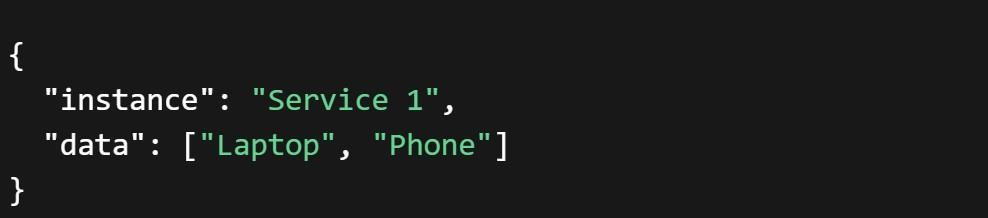 {
  "instance": "Service 1",
  "data": ["Laptop", "Phone"]
}